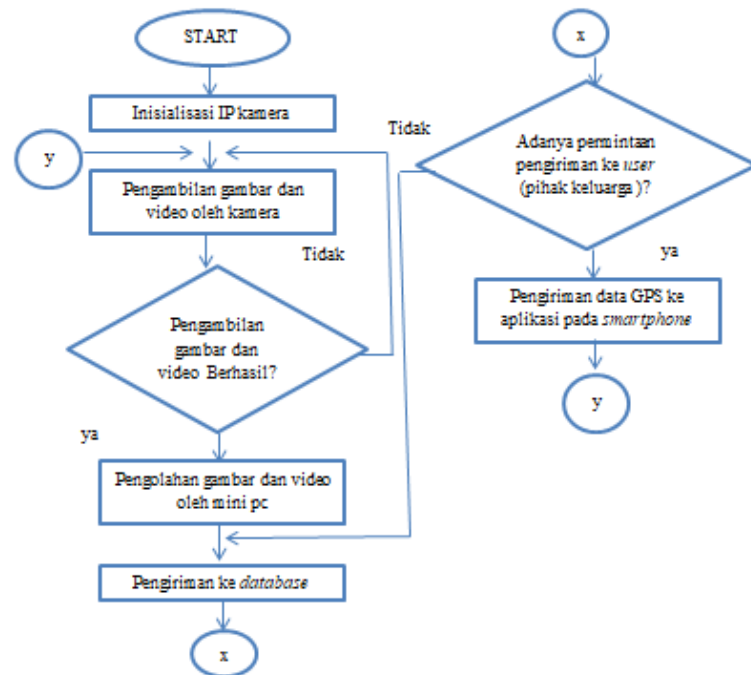 START
Inisialisasi IP kamera
y
Pengambilan gambar dan
video oleh kamera
Tidak
Pengambilan
gambar dan
video Berhasil?
ya
Pengolahan gambar dan video
oleh mini pc
Pengiriman ke database
x
x
Tidak
Adanya permintaan
pengiriman ke user
(pihak keluarga )?
ya
Pengiriman data GPS ke
aplikasi pada smartphone
y